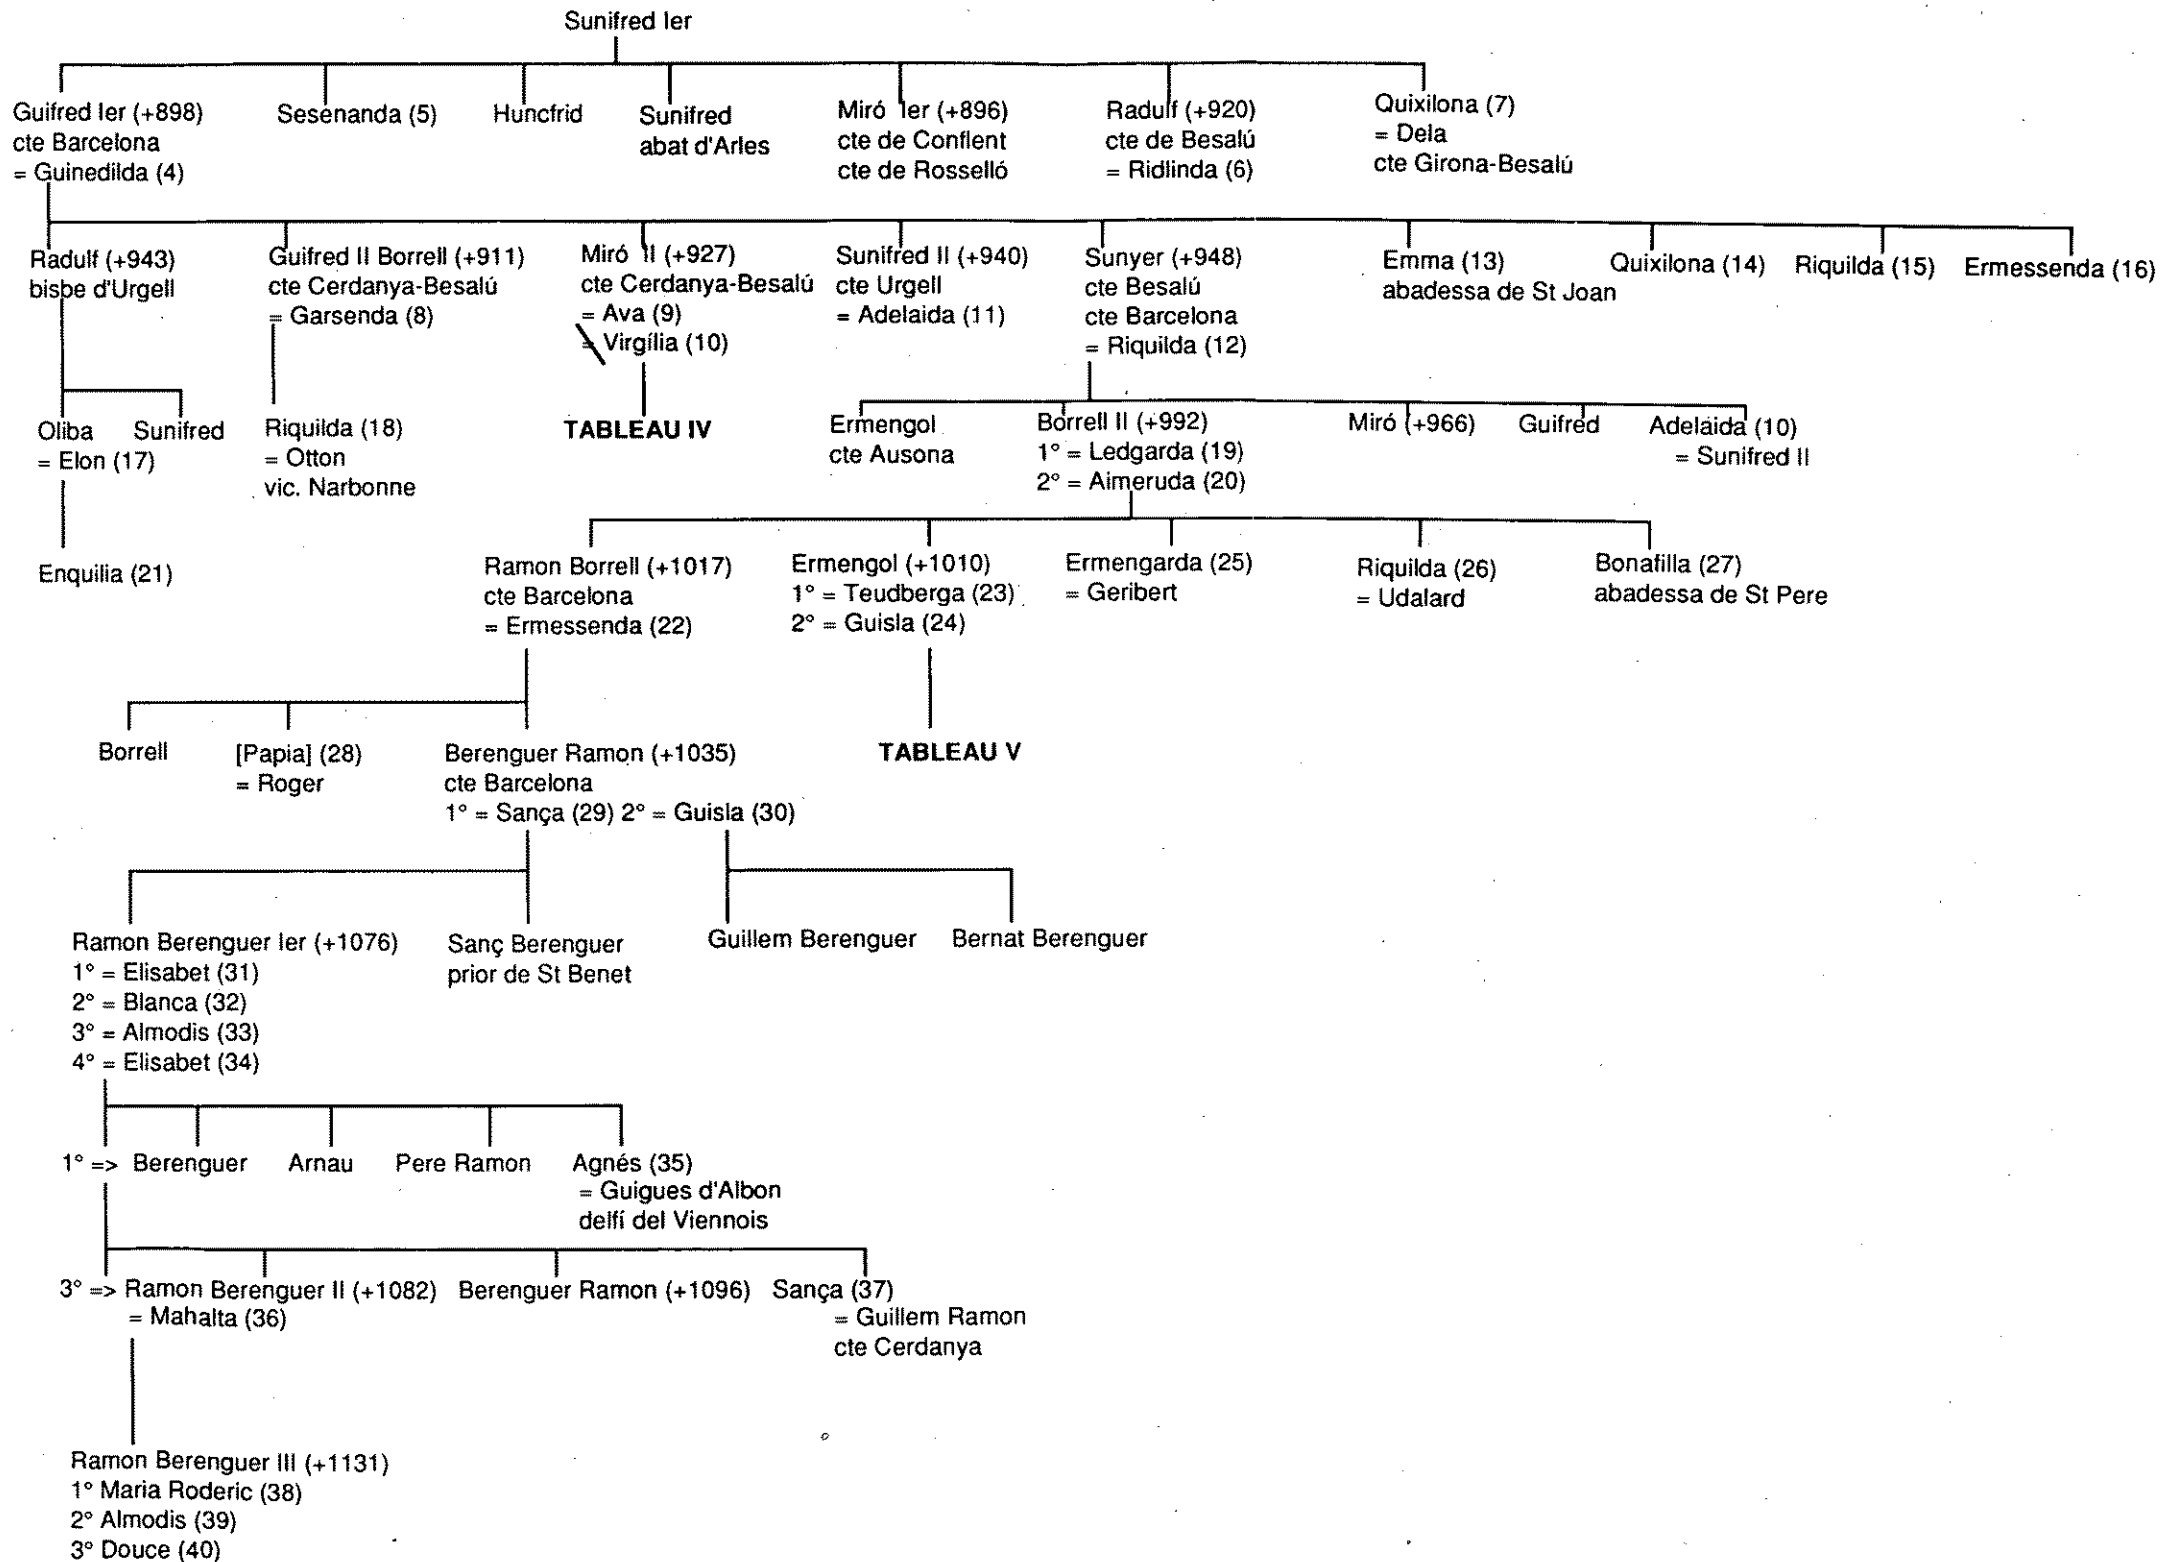 Sunifred Ier
Guifred Ier (+898)
cte Barcelona
= Guinedilda (4)
Sesenanda (5)
Huncfrid
Sunifred
abat d'Arles
Miró Ier (+896)
cte de Conflent
cte de Rosselló
Radulf (+920)
cte de Besalú
= Ridlinda (6)
Quixilona (7)
= Dela
cte Girona-Besalú
Radulf (+943)
bisbe d'Urgell
Guifred II Borrell (+911)
cte Cerdanya-Besalú
= Garsenda (8)
Miró II (+927)
cte Cerdanya-Besalú
= Ava (9)
= Virgília (10)
Sunifred II (+940)
cte Urgell
= Adelaida (11)
Sunyer (+948)
cte Besalú
cte Barcelona
= Riquilda (12)
Emma (13)
abadessa de St Joan
Quixilona (14)
Riquilda (15)
Ermessenda (16)
Oliba
= Elon (17)
Sunifred
Riquilda (18)
= Otton
vic. Narbonne
TABLEAU IV
Ermengol
cte Ausona
Borrell II (+992)
1° = Ledgarda (19)
2° = Aimeruda (20)
Miró (+966)
Guifred
Adelaida (10)
= Sunifred II
Enquilia (21)
Ramon Borrell (+1017)
cte Barcelona
= Ermessenda (22)
Ermengol (+1010)
1° = Teudberga (23)
2° = Guisla (24)
Ermengarda (25)
= Geribert
Riquilda (26)
= Udalard
Bonafilla (27)
abadessa de St Pere
Borrell
[Papia] (28)
= Roger
Berenguer Ramon (+1035)
cte Barcelona
1° = Sança (29) 2° = Guisla (30)
TABLEAU V
Ramon Berenguer Ier (+1076)
1° = Elisabet (31)
2° = Blanca (32)
3° = Almodis (33)
4° = Elisabet (34)
Sanç Berenguer
prior de St Benet
Guillem Berenguer
Bernat Berenguer
1° => Berenguer
Arnau
Pere Ramon
Agnés (35)
= Guigues d'Albon
delfí del Viennois
3° => Ramon Berenguer II (+1082)
= Mahalta (36)
Berenguer Ramon (+1096)
Sança (37)
= Guillem Ramon
cte Cerdanya
Ramon Berenguer III (+1131)
1° Maria Roderic (38)
2° Almodis (39)
3° Douce (40)